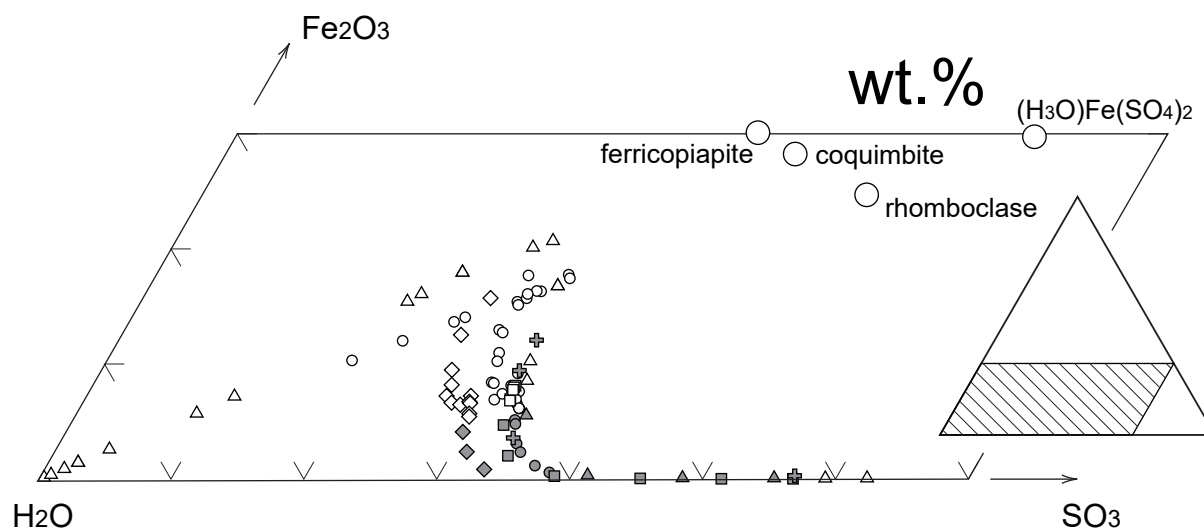 Fe2O3
wt.%
(H3O)Fe(SO4)2
ferricopiapite
coquimbite
rhomboclase
H2O
SO3